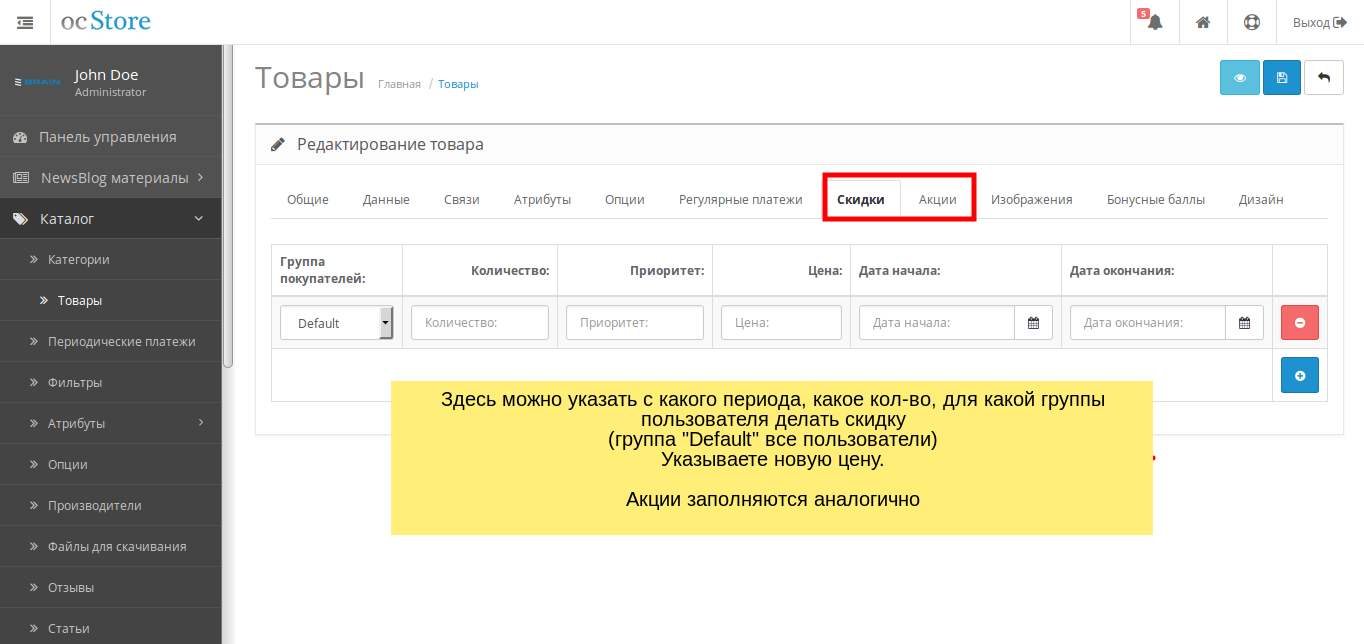 ocStore
5
Выход
BRAIN
John Doe
Administrator
Товары
Главная / Товары
Панель управления
NewsBlog материалы
Каталог
Категории
Товары
Периодические платежи
Фильтры
Атрибуты
Опции
Производители
Файлы для скачивания
Отзывы
Статьи
Редактирование товара
Общие Данные Связи Атрибуты Опции Регулярные платежи Скидки Акции Изображения Бонусные баллы Дизайн
Группа
покупателей: Количество: Приоритет: Цена: Дата начала: Дата окончания:
Default Количество: Приоритет: Цена: Дата начала: Дата окончания:
Здесь можно указать с какого периода, какое кол-во, для какой группы
пользователя делать скидку
(группа "Default" все пользователи)
Указываете новую цену.
Акции заполняются аналогично